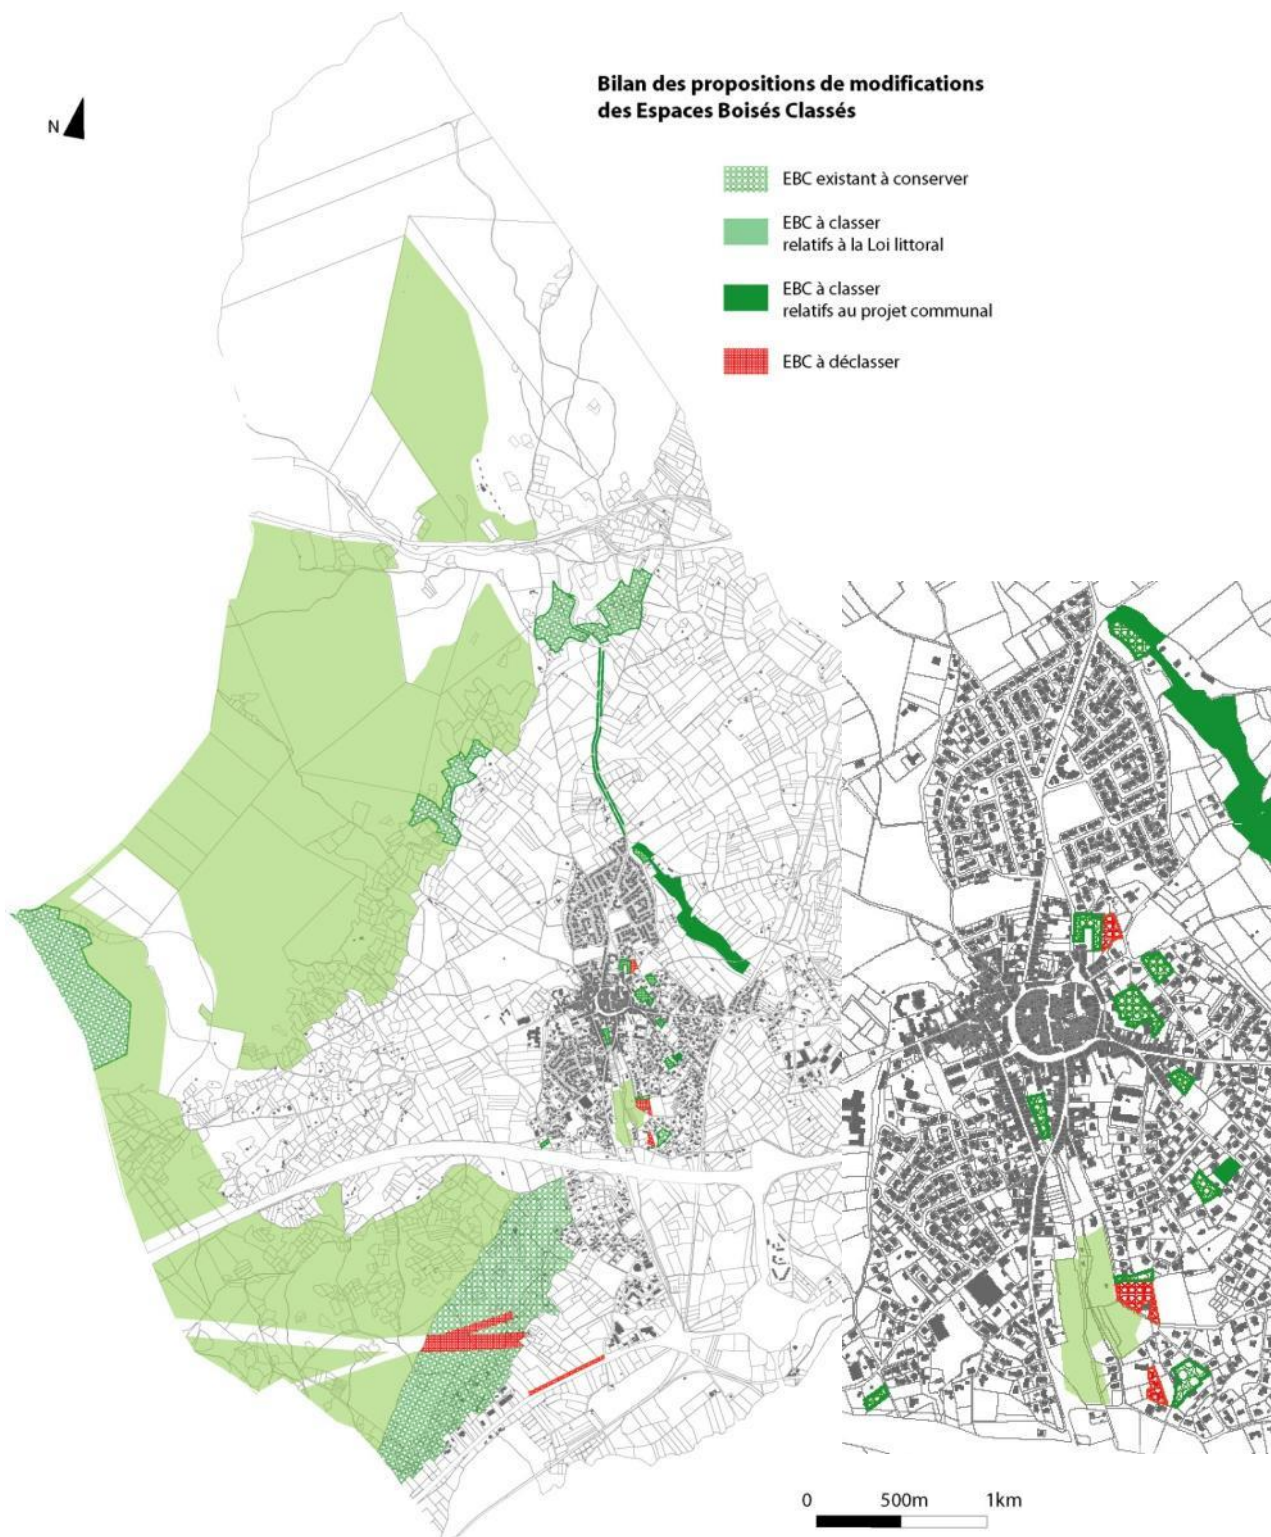 Bilan des propositions de modifications
des Espaces Boisés Classés
N
EBC existant à conserver
EBC à classer
relatifs à la Loi littoral
EBC à classer
relatifs au projet communal
EBC à déclasser
0 500m 1km